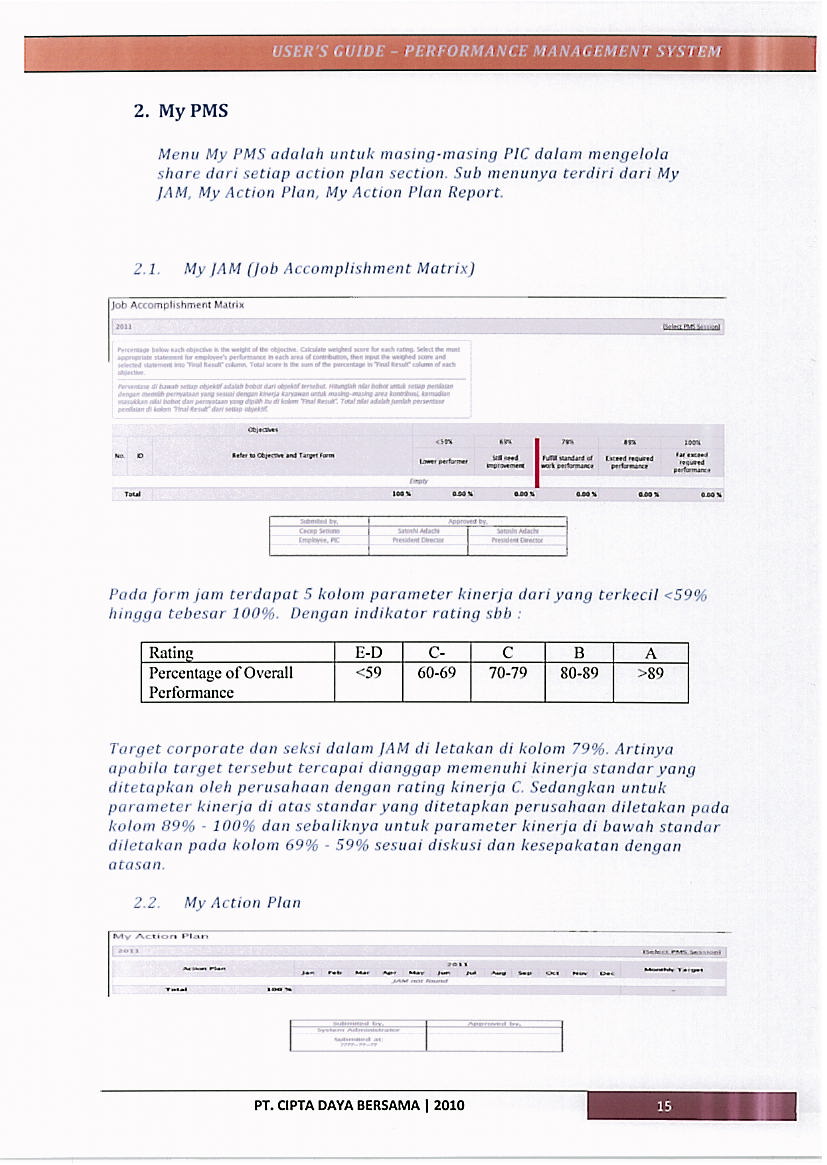 USER'S GUIDE – PERFORMANCE MANAGEMENT SYSTEM
2. My PMS
Menu My PMS adalah untuk masing-masing PIC dalam mengelola
share dari setiap action plan section. Sub menunya terdiri dari My
JAM, My Action Plan, My Action Plan Report.
2.1. My JAM (Job Accomplishment Matrix)
Job Accomplishment Matrix
2011 [Select PMS Session]
Percentage below each objective is the weight of the objective. Calculate weighed score for each rating. Select the most
appropriate statement for employee's performance in each area of contribution, then input the weighed score and
selected statement into "Final Result" column. Total score is the sum of the percentage in "Final Result" column of each
objective.
Persentase di bawah setiap objektif adalah bobot dari objektif tersebut. Hitunglah nilai bobot untuk setiap penilaian
dengan memilih pernyataan yang sesuai dengan kinerja karyawan untuk masing-masing area kontribusi, kemudian
masukkan nilai bobot dan pernyataan yang dipilih itu di kolom "Final Result". Total nilai adalah jumlah persentase
penilaian di kolom "Final Result" dari setiap objektif.
Objectives
<59% 69% 79% 89% 100%
No. ID Refer to Objective and Target Form Lower performer Still need improvement Fulfill standard of work performance Exceed required performance Far exceed required performance
Empty
Total 100 % 0.00 % 0.00 % 0.00 % 0.00 % 0.00 %
Submited by, Approved by,
Cecep Setiono Satoshi Adachi Satoshi Adachi
Employee, PIC President Director President Director
Pada form jam terdapat 5 kolom parameter kinerja dari yang terkecil <59%
hingga tebesar 100%. Dengan indikator rating sbb :
Rating E-D C- C B A
Percentage of Overall <59 60-69 70-79 80-89 >89
Performance
Target corporate dan seksi dalam JAM di letakan di kolom 79%. Artinya
apabila target tersebut tercapai dianggap memenuhi kinerja standar yang
ditetapkan oleh perusahaan dengan rating kinerja C. Sedangkan untuk
parameter kinerja di atas standar yang ditetapkan perusahaan diletakan pada
kolom 89% - 100% dan sebaliknya untuk parameter kinerja di bawah standar
diletakan pada kolom 69% - 59% sesuai diskusi dan kesepakatan dengan
atasan.
2.2. My Action Plan
My Action Plan
2011 [Select PMS Session]
2011
Action Plan Jan Feb Mar Apr May Jun Jul Aug Sep Oct Nov Dec Monthly Target
JAM not found
Total 100 % -
Submited by, Approved by,
System Administrator
Submited at:
????-??-??
PT. CIPTA DAYA BERSAMA | 2010 15